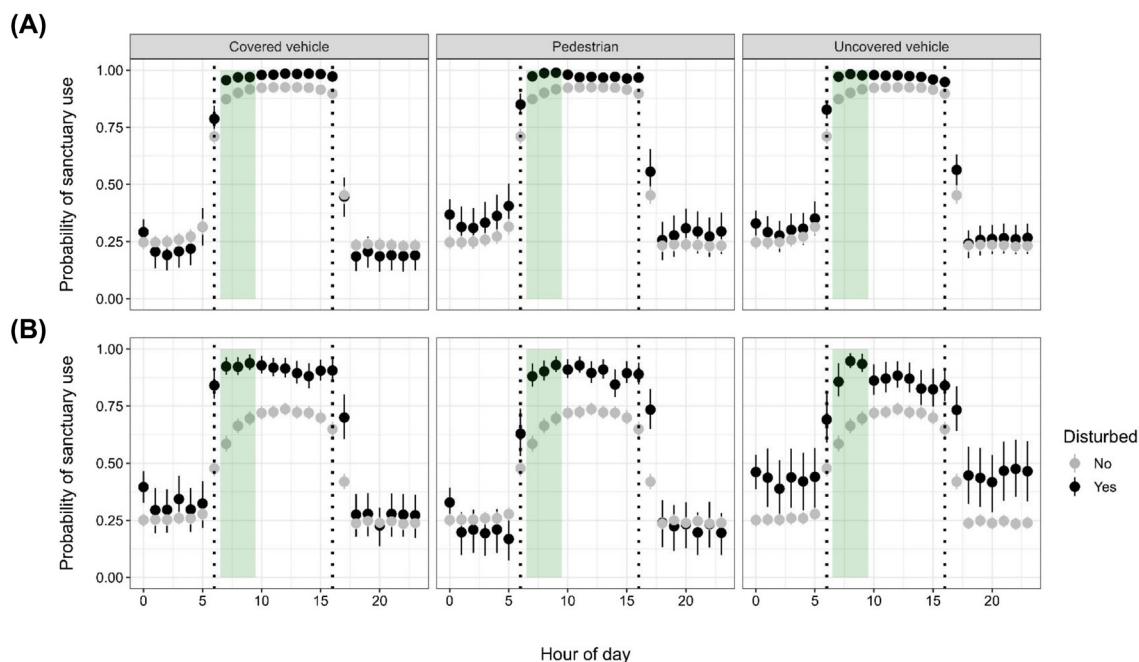 (A)
Covered vehicle
Pedestrian
Uncovered vehicle
Probability of sanctuary use
1.00
0.75
0.50
0.25
0.00
(B)
Probability of sanctuary use
1.00
0.75
0.50
0.25
0.00
Disturbed
No
Yes
0 5 10 15 20
0 5 10 15 20
0 5 10 15 20
Hour of day